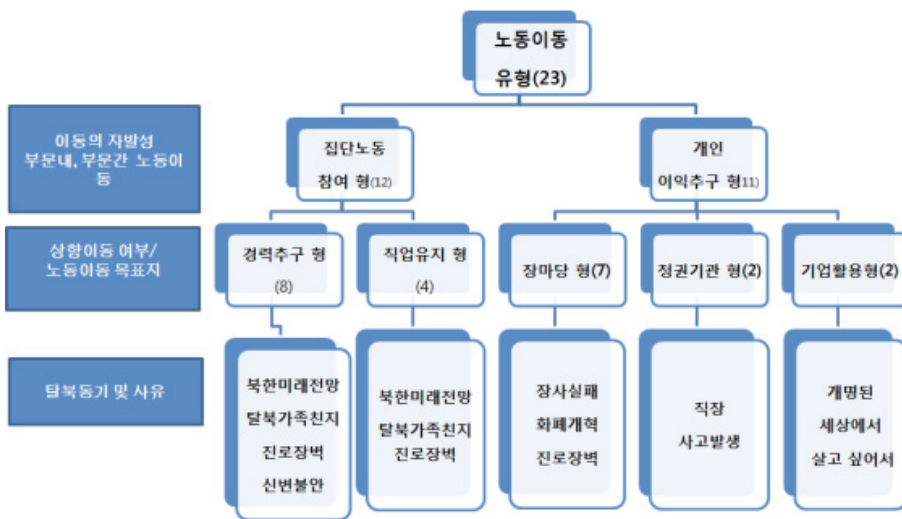 노동이동
유형(23)
이동의 자발성
부문내, 부문간 노동이
동
집단노동
참여 형(12)
개인
이익추구 형11)
상향이동 여부/
노동이동 목표지
경력추구 형
(8)
직업유지 형
(4)
장마당 형(7)
정권기관 형(2)
기업활용형(2)
탈북동기 및 사유
북한미래전망
탈북가족친지
진로장벽
신변불안
북한미래전망
탈북가족친지
진로장벽
장사실패
화폐개혁
진로장벽
직장
사고발생
개명된
세상에서
살고 싶어서